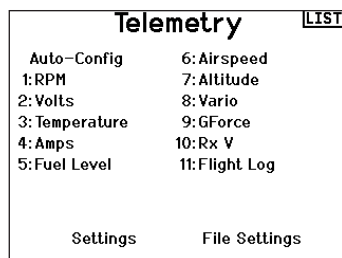 Telemetry
LIST
Auto-Config
1:RPM
2:Volts
3:Temperature
4:Amps
5:Fuel Level
6:Airspeed
7:Altitude
8:Vario
9:GForce
10:Rx V
11:Flight Log
Settings
File Settings